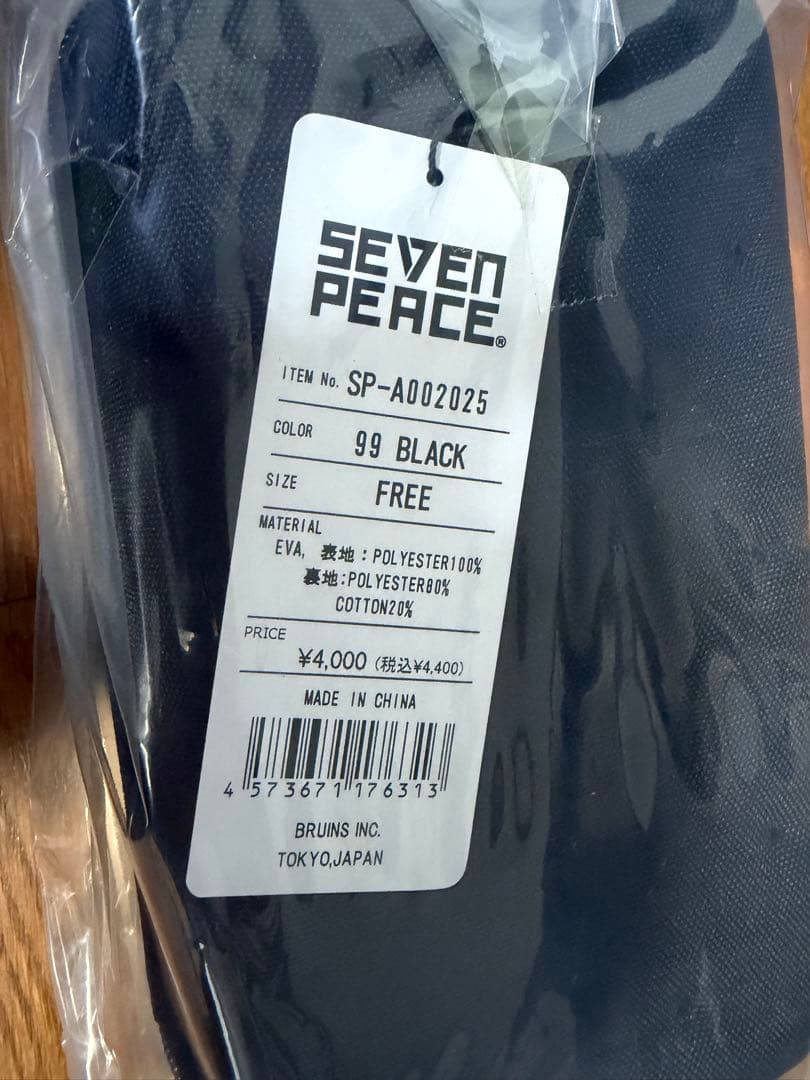 SEVEN
PEACE®
ITEM No. SP-A002025
COLOR 99 BLACK
SIZE FREE
MATERIAL
EVA, 表地:POLYESTER100%
裏地:POLYESTER80%
COTTON20%
PRICE
¥4,000 (税込¥4,400)
MADE IN CHINA
4 573671 176313
BRUINS INC.
TOKYO,JAPAN